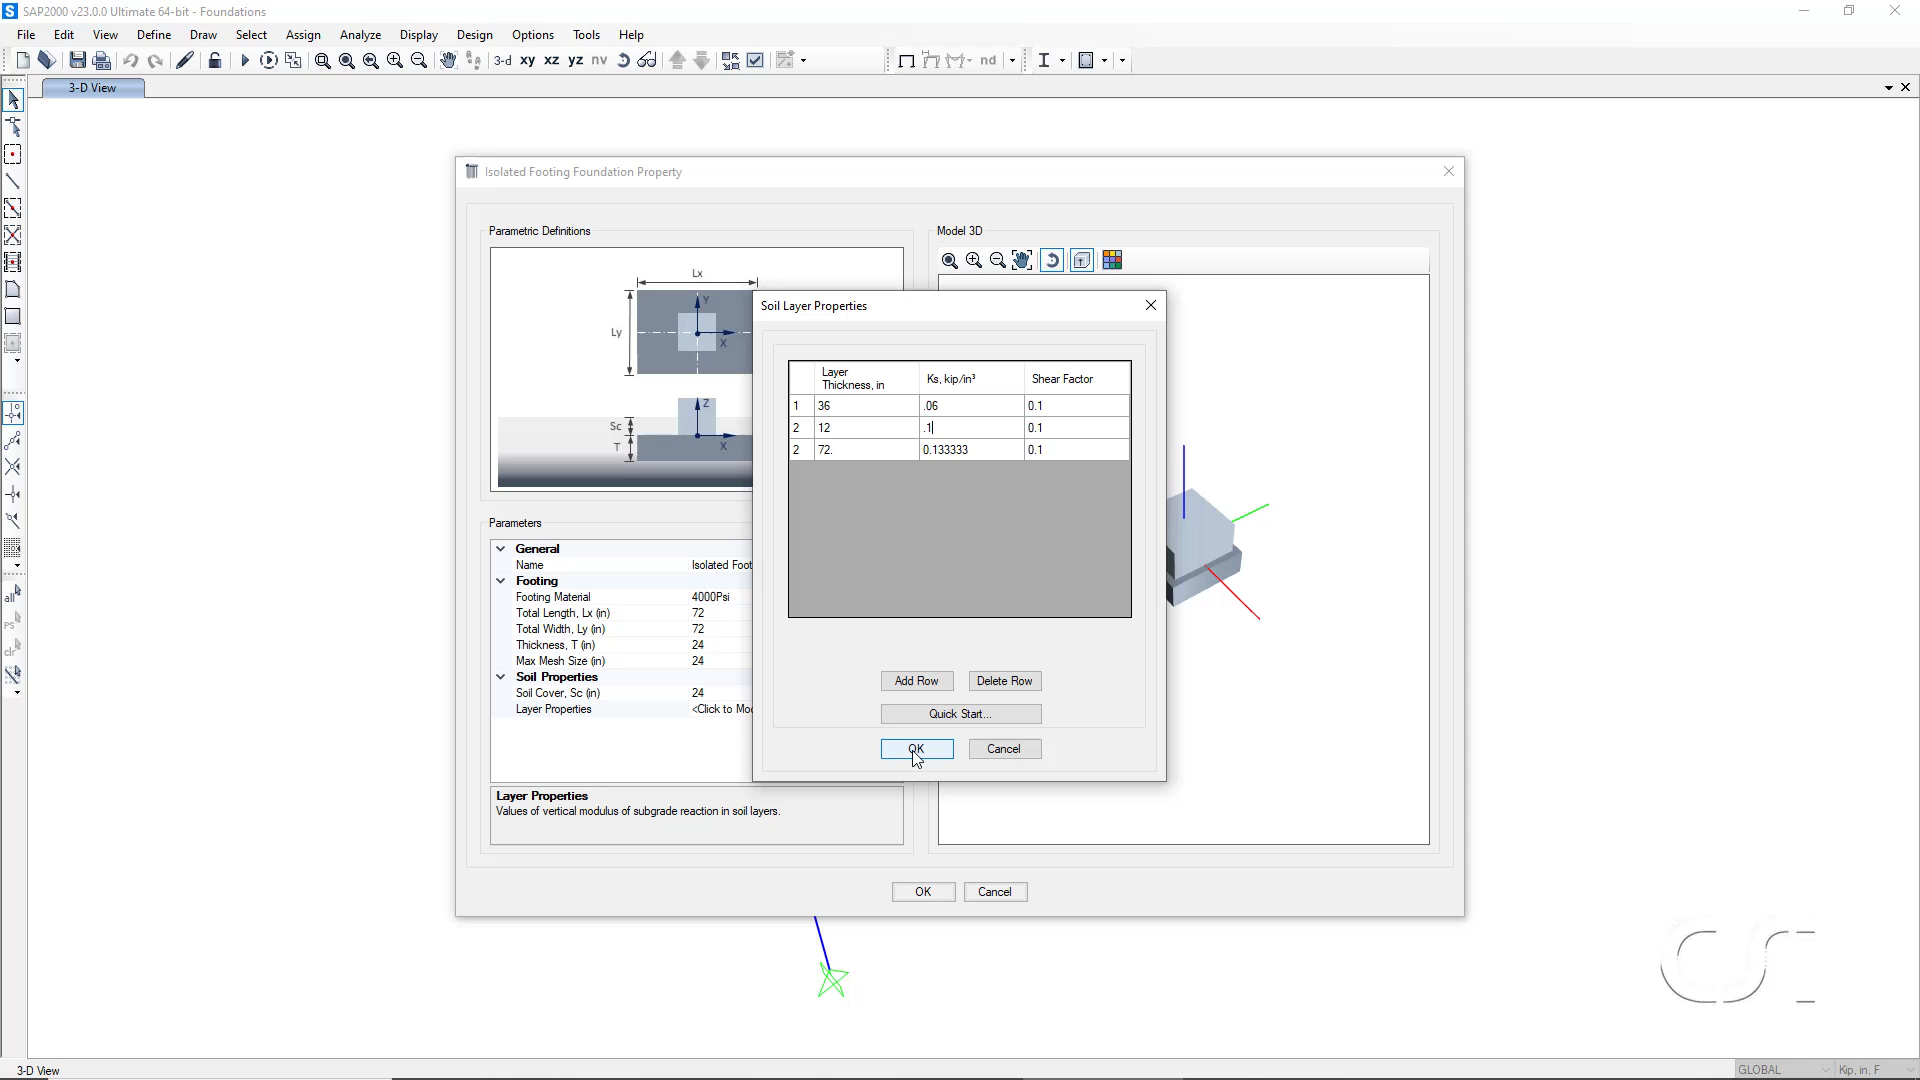 SAP2000 v23.0.0 Ultimate 64-bit - Foundations
File Edit View Define Draw Select Assign Analyze Display Design Options Tools Help
3-d xy xz yz nv nd
3-D View
Isolated Footing Foundation Property
Parametric Definitions
Model 3D
Lx
Ly
Y
X
Z
Sc
T
X
Soil Layer Properties
Layer Thickness, in Ks, kip/in³ Shear Factor
1 36 .06 0.1
2 12 .1 0.1
2 72. 0.133333 0.1
Add Row Delete Row
Quick Start...
OK Cancel
Parameters
General
Name Isolated Foot
Footing
Footing Material 4000Psi
Total Length, Lx (in) 72
Total Width, Ly (in) 72
Thickness, T (in) 24
Max Mesh Size (in) 24
Soil Properties
Soil Cover, Sc (in) 24
Layer Properties <Click to Mod
Layer Properties
Values of vertical modulus of subgrade reaction in soil layers.
OK Cancel
all
ps
clr
CSI
3-D View
GLOBAL Kip, in, F